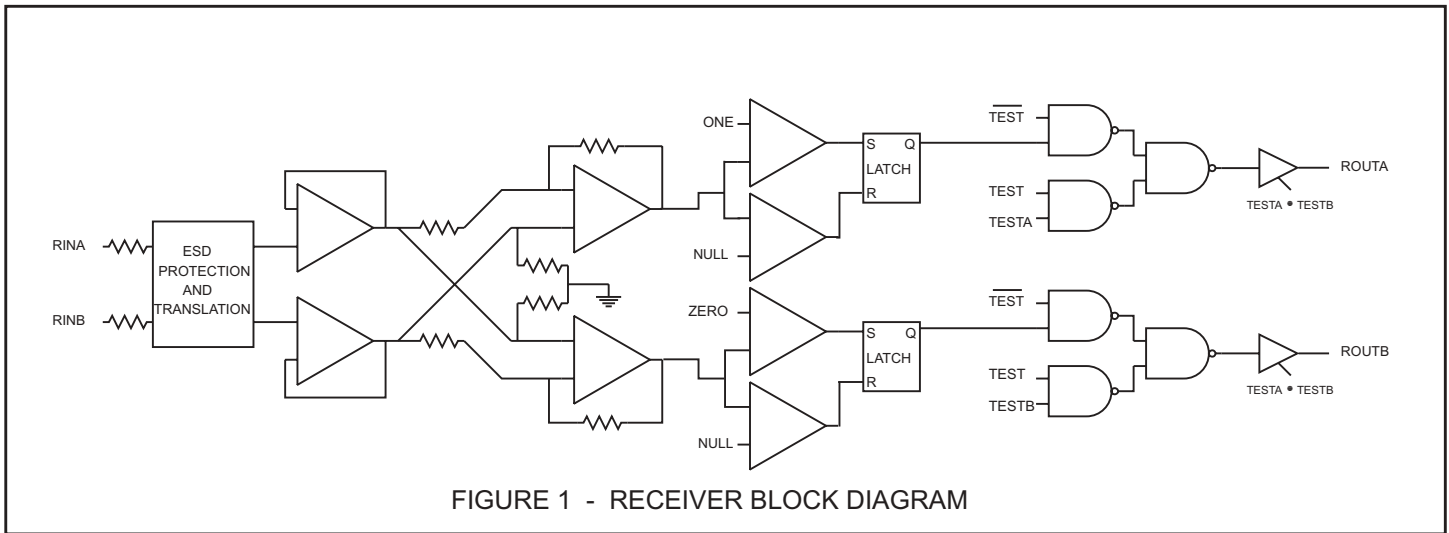 RINA
RINB
ESD
PROTECTION
AND
TRANSLATION
ONE
NULL
S Q
LATCH
R
TEST
TEST
TESTA
ROUTA
TESTA • TESTB
ZERO
NULL
S Q
LATCH
R
TEST
TEST
TESTB
ROUTB
TESTA • TESTB
FIGURE 1 - RECEIVER BLOCK DIAGRAM